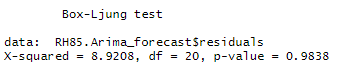 Box-Ljung test
data:  RH85.Arima_forecast$residuals
X-squared = 8.9208, df = 20, p-value = 0.9838